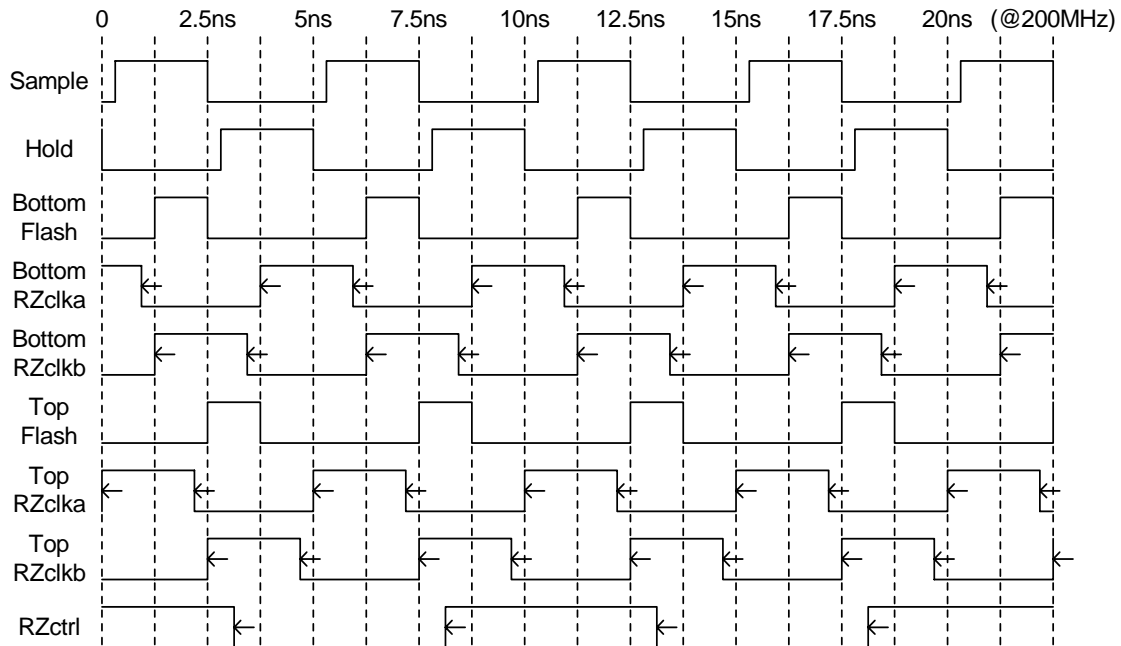 0 2.5ns 5ns 7.5ns 10ns 12.5ns 15ns 17.5ns 20ns (@200MHz)
Sample
Hold
Bottom
Flash
Bottom
RZclka
Bottom
RZclkb
Top
Flash
Top
RZclka
Top
RZclkb
RZctrl